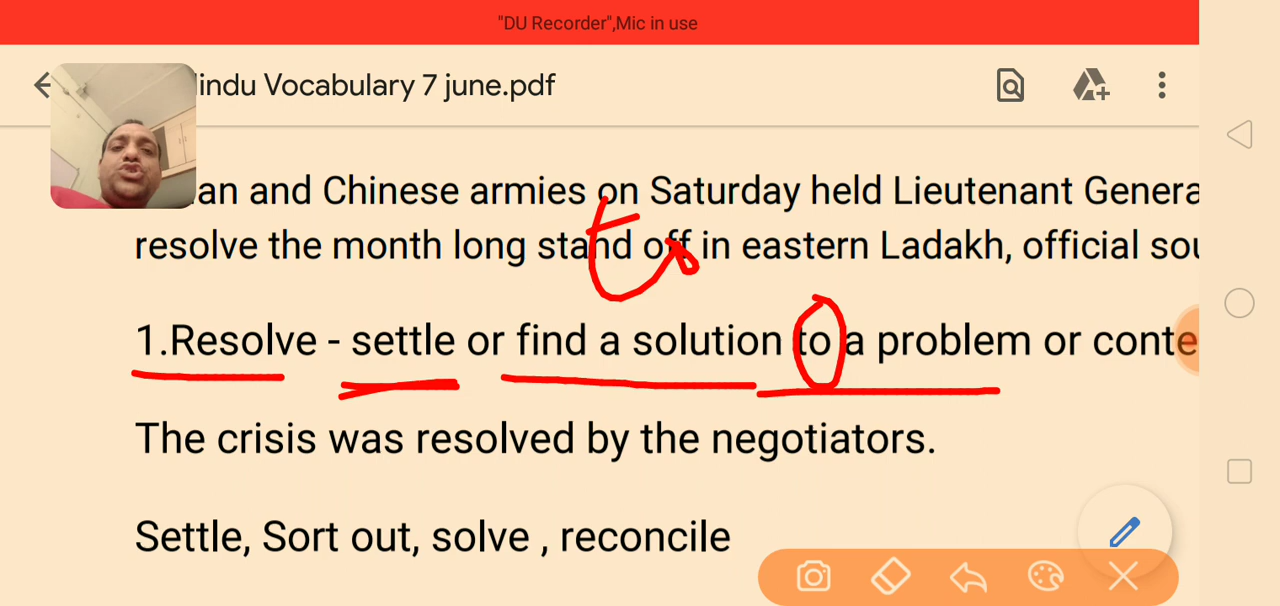 "DU Recorder",Mic in use
indu Vocabulary 7 june.pdf
an and Chinese armies on Saturday held Lieutenant Genera
resolve the month long stand off in eastern Ladakh, official sou
to
1.Resolve - settle or find a solution to a problem or conte
The crisis was resolved by the negotiators.
Settle, Sort out, solve , reconcile